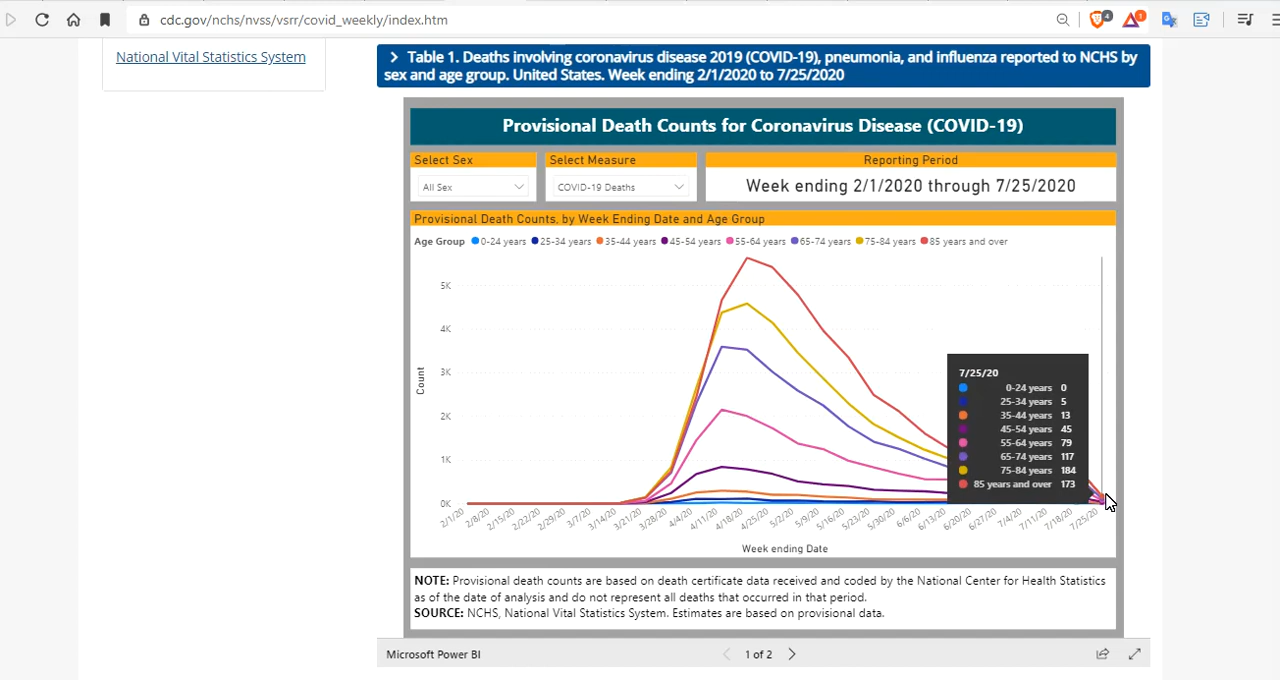 cdc.gov/nchs/nvss/vsrr/covid_weekly/index.htm
4
1
National Vital Statistics System
Table 1. Deaths involving coronavirus disease 2019 (COVID-19), pneumonia, and influenza reported to NCHS by
sex and age group. United States. Week ending 2/1/2020 to 7/25/2020
Provisional Death Counts for Coronavirus Disease (COVID-19)
Select Sex
Select Measure
Reporting Period
All Sex
COVID-19 Deaths
Week ending 2/1/2020 through 7/25/2020
Provisional Death Counts, by Week Ending Date and Age Group
Age Group 0-24 years 25-34 years 35-44 years 45-54 years 55-64 years 65-74 years 75-84 years 85 years and over
5K
4K
3K
2K
1K
0K
Count
7/25/20
0-24 years 0
25-34 years 5
35-44 years 13
45-54 years 45
55-64 years 79
65-74 years 117
75-84 years 184
85 years and over 173
2/1/20 2/8/20 2/15/20 2/22/20 2/29/20 3/7/20 3/14/20 3/21/20 3/28/20 4/4/20 4/11/20 4/18/20 4/25/20 5/2/20 5/9/20 5/16/20 5/23/20 5/30/20 6/6/20 6/13/20 6/20/20 6/27/20 7/4/20 7/11/20 7/18/20 7/25/20
Week ending Date
NOTE: Provisional death counts are based on death certificate data received and coded by the National Center for Health Statistics
as of the date of analysis and do not represent all deaths that occurred in that period.
SOURCE: NCHS, National Vital Statistics System. Estimates are based on provisional data.
Microsoft Power BI
1 of 2